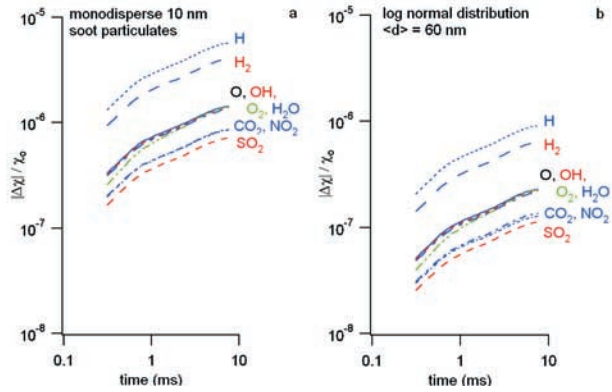 monodisperse 10 nm
soot particulates
a
10⁻⁵
10⁻⁶
10⁻⁷
10⁻⁸
|Δχ| / χₒ
H
H₂
O, OH,
O₂, H₂O
CO₂, NO₂
SO₂
0.1
1
10
time (ms)
log normal distribution
<d> = 60 nm
b
10⁻⁵
10⁻⁶
10⁻⁷
10⁻⁸
|Δχ| / χₒ
H
H₂
O, OH,
O₂, H₂O
CO₂, NO₂
SO₂
0.1
1
10
time (ms)